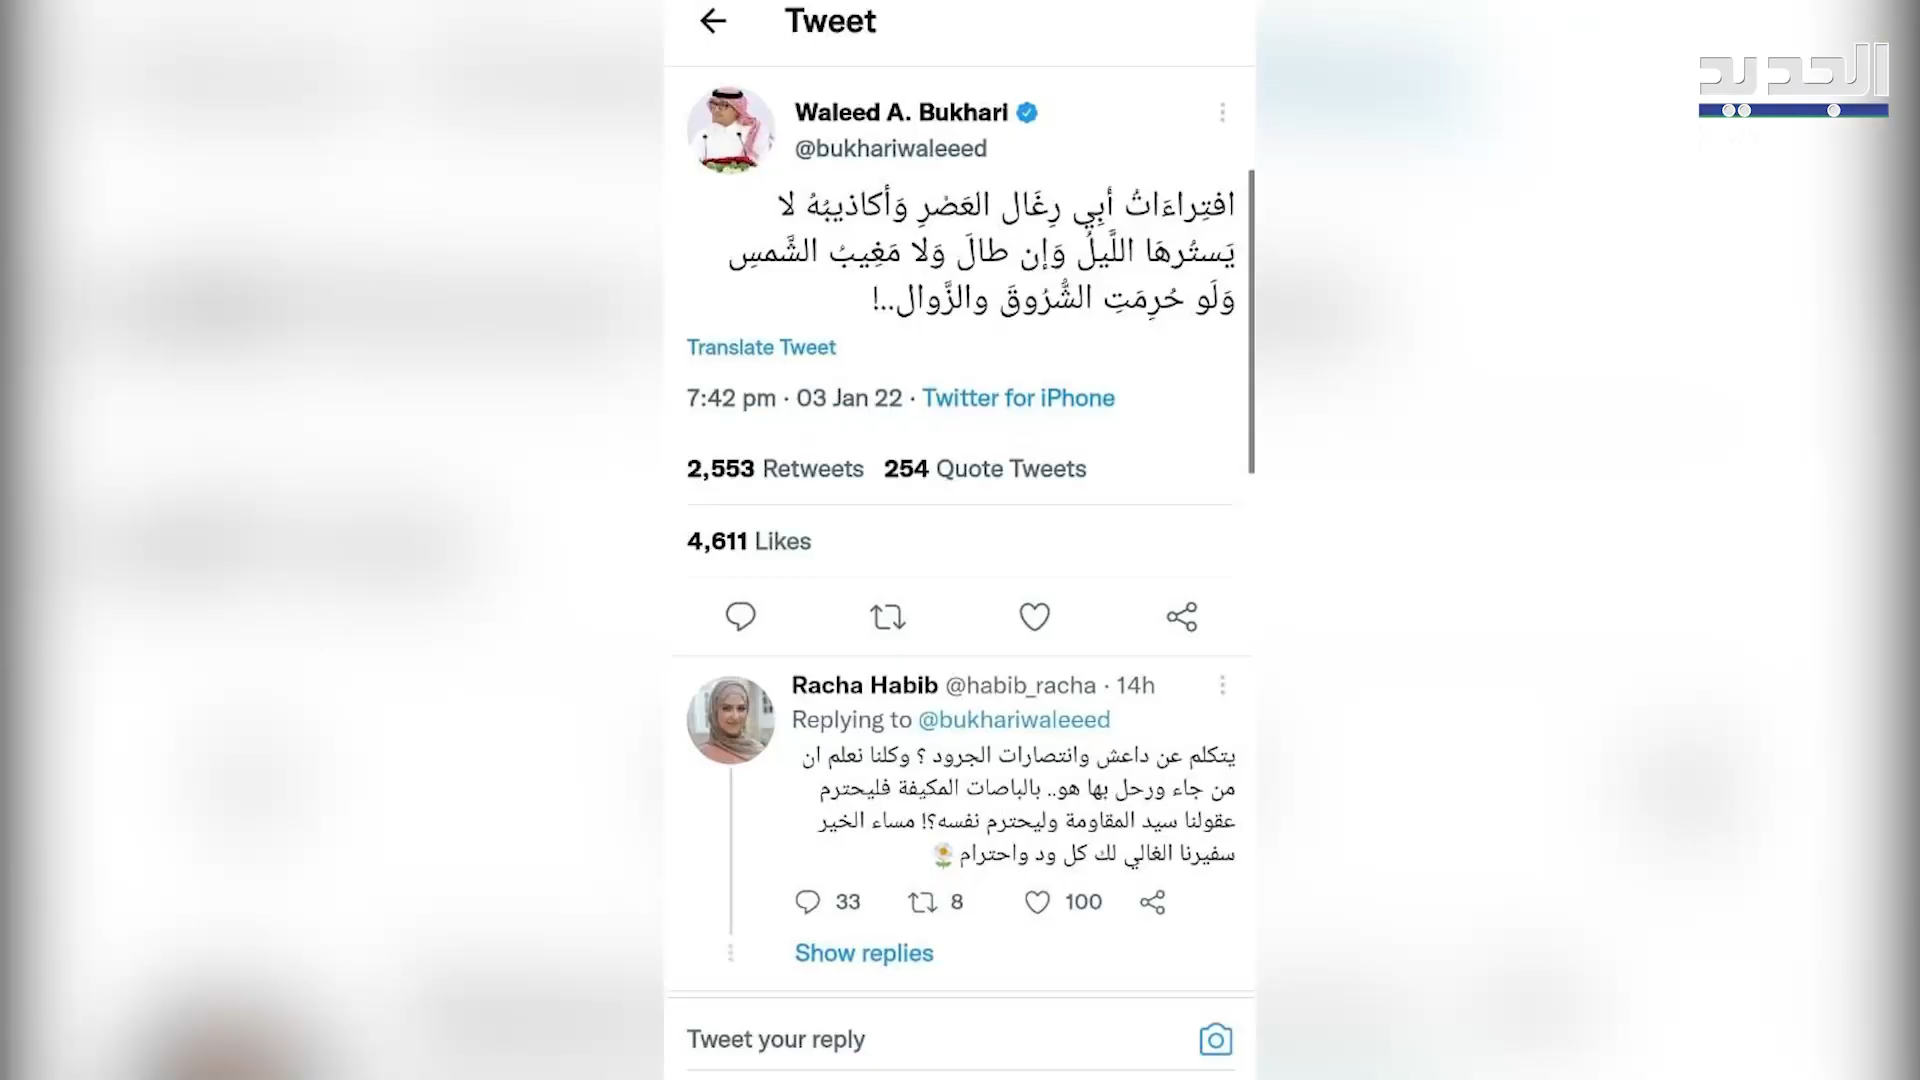 Tweet
الجديد
Waleed A. Bukhari
@bukhariwaleeed
افتِراءَاتُ أبِي رِغَال العَصْرِ وَأكاذيبُهُ لا
يَستُرهَا اللَّيلُ وَإن طالَ وَلا مَغِيبُ الشَّمسِ
وَلَو حُرِمَتِ الشُّرُوقَ والزَّوال..!
Translate Tweet
7:42 pm · 03 Jan 22 · Twitter for iPhone
2,553 Retweets 254 Quote Tweets
4,611 Likes
Racha Habib @habib_racha · 14h
Replying to @bukhariwaleeed
يتكلم عن داعش وانتصارات الجرود ؟ وكلنا نعلم ان
من جاء ورحل بها هو.. بالباصات المكيفة فليحترم
عقولنا سيد المقاومة وليحترم نفسه؟! مساء الخير
سفيرنا الغالي لك كل ود واحترام 🌼
33 8 100
Show replies
Tweet your reply